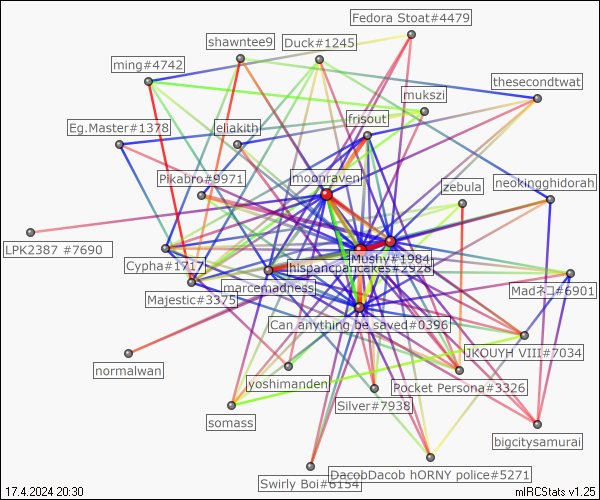 Fedora Stoat#4479
shawntee9
Duck#1245
ming#4742
thesecondtwat
mukszi
frisout
Eg.Master#1378
eliakith
Pikabro#9971
moonraven
zebula
neokingghidorah
LPK2387 #7690
Cypha#1717
Mushy#1984
hispancpancakes#2928
marcemadness
Madネコ#6901
Majestic#3375
Can anything be saved#0396
JKOUYH VIII#7034
normalwan
yoshimanden
Pocket Persona#3326
Silver#7938
somass
bigcitysamurai
DacobDacob hORNY police#5271
Swirly Boi#6154
17.4.2024 20:30
mIRCStats v1.25